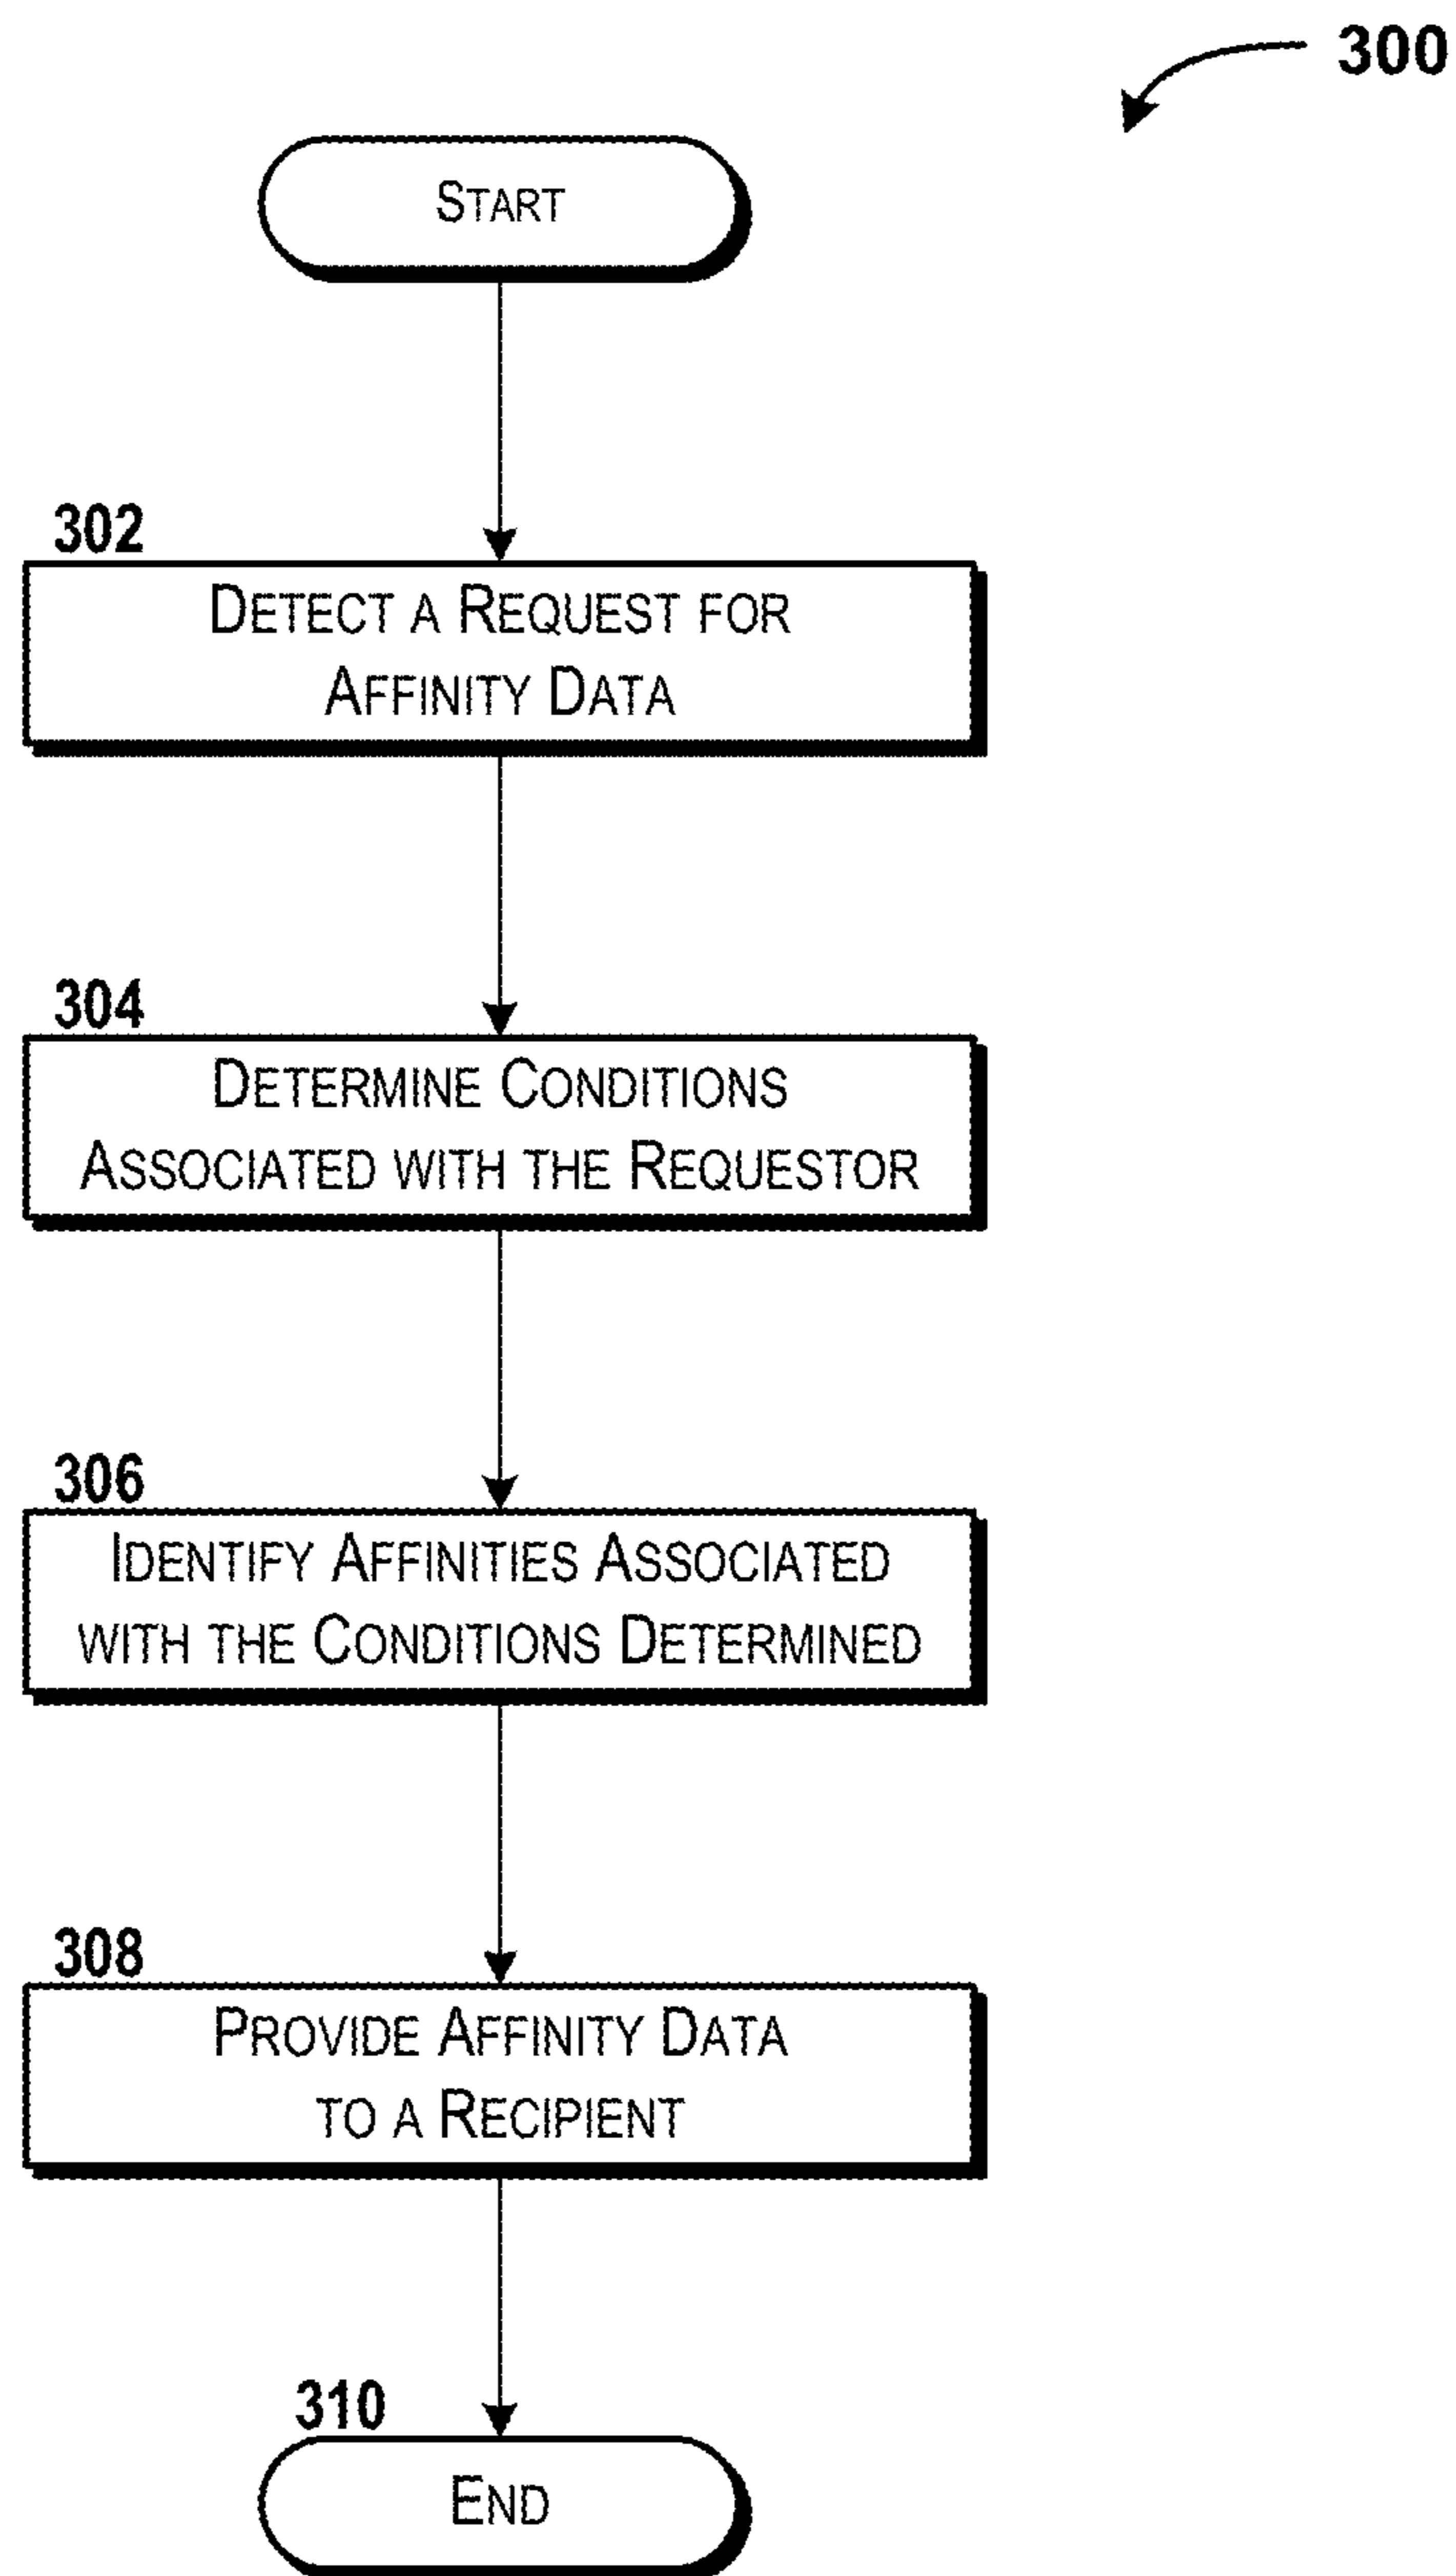 300
START
302
DETECT A REQUEST FOR
AFFINITY DATA
304
DETERMINE CONDITIONS
ASSOCIATED WITH THE REQUESTOR
306
IDENTIFY AFFINITIES ASSOCIATED
WITH THE CONDITIONS DETERMINED
308
PROVIDE AFFINITY DATA
TO A RECIPIENT
310
END